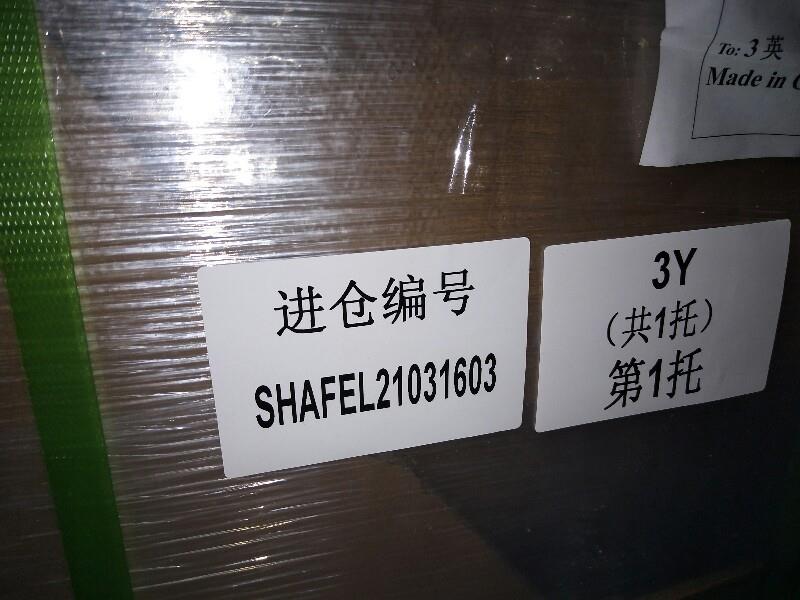 To: 3英
Made in
进仓编号
SHAFEL21031603
3Y
（共1托）
第1托